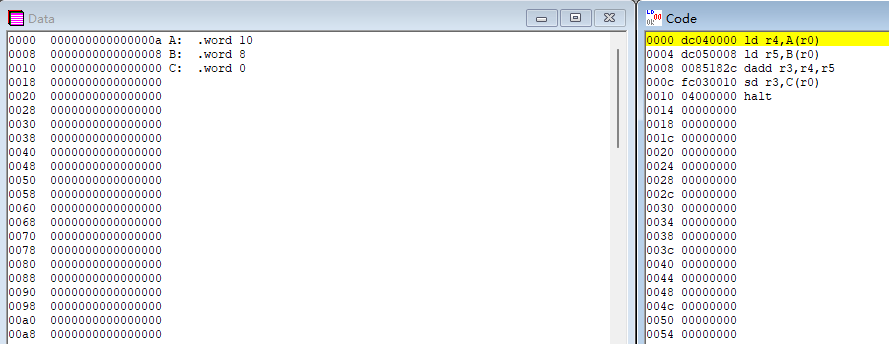 Data
0000 000000000000000a A: .word 10
0008 0000000000000008 B: .word 8
0010 0000000000000000 C: .word 0
0018 0000000000000000
0020 0000000000000000
0028 0000000000000000
0030 0000000000000000
0038 0000000000000000
0040 0000000000000000
0048 0000000000000000
0050 0000000000000000
0058 0000000000000000
0060 0000000000000000
0068 0000000000000000
0070 0000000000000000
0078 0000000000000000
0080 0000000000000000
0088 0000000000000000
0090 0000000000000000
0098 0000000000000000
00a0 0000000000000000
00a8 0000000000000000
Code
0000 dc040000 ld r4,A(r0)
0004 dc050008 ld r5,B(r0)
0008 0085182c dadd r3,r4,r5
000c fc030010 sd r3,C(r0)
0010 04000000 halt
0014 00000000
0018 00000000
001c 00000000
0020 00000000
0024 00000000
0028 00000000
002c 00000000
0030 00000000
0034 00000000
0038 00000000
003c 00000000
0040 00000000
0044 00000000
0048 00000000
004c 00000000
0050 00000000
0054 00000000